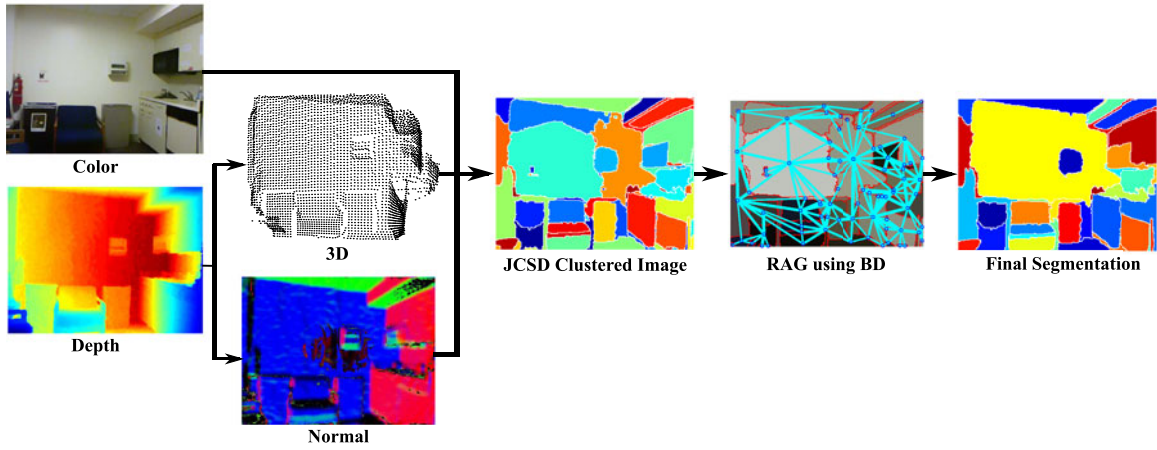 Color
Depth
3D
Normal
JCSD Clustered Image
RAG using BD
Final Segmentation